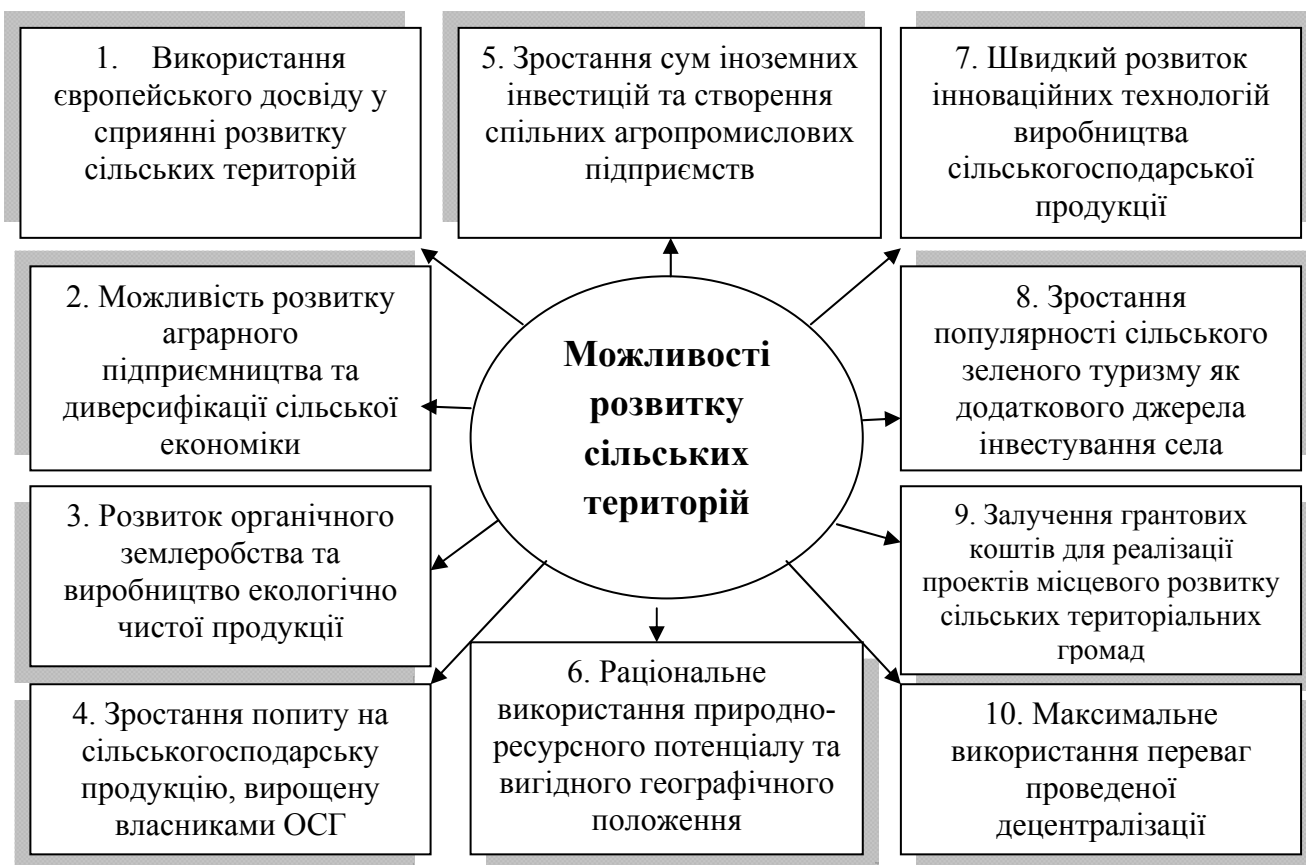 1. Використання
європейського досвіду у
сприянні розвитку
сільських територій
2. Можливість розвитку
аграрного
підприємництва та
диверсифікації сільської
економіки
3. Розвиток органічного
землеробства та
виробництво екологічно
чистої продукції
4. Зростання попиту на
сільськогосподарську
продукцію, вирощену
власниками ОСГ
5. Зростання сум іноземних
інвестицій та створення
спільних агропромислових
підприємств
Можливості
розвитку
сільських
територій
6. Раціональне
використання природно-
ресурсного потенціалу та
вигідного географічного
положення
7. Швидкий розвиток
інноваційних технологій
виробництва
сільськогосподарської
продукції
8. Зростання
популярності сільського
зеленого туризму як
додаткового джерела
інвестування села
9. Залучення грантових
коштів для реалізації
проектів місцевого розвитку
сільських територіальних
громад
10. Максимальне
використання переваг
проведеної
децентралізації